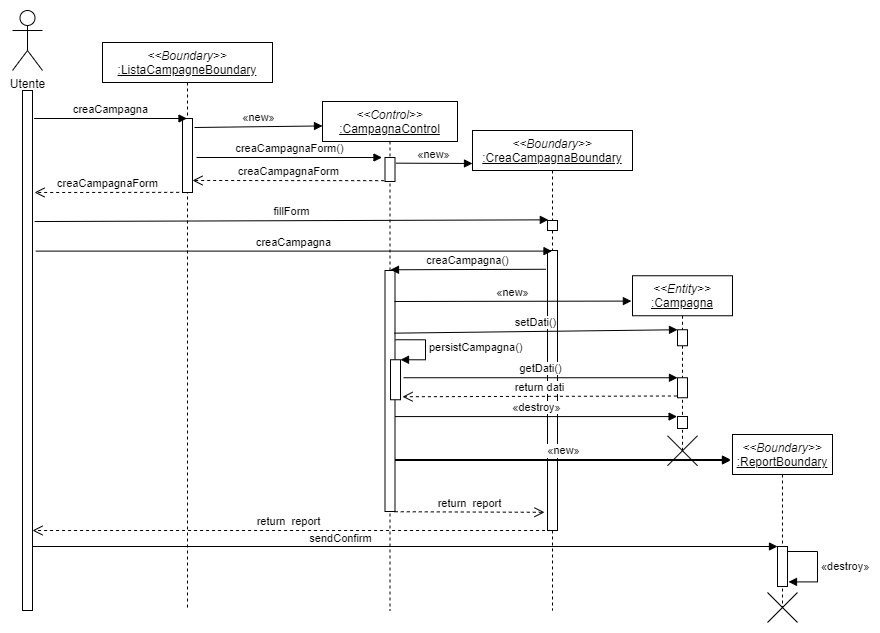 Utente
<<Boundary>>
:ListaCampagneBoundary
creaCampagna
«new»
<<Control>>
:CampagnaControl
creaCampagnaForm()
«new»
<<Boundary>>
:CreaCampagnaBoundary
creaCampagnaForm
creaCampagnaForm
fillForm
creaCampagna
creaCampagna()
«new»
<<Entity>>
:Campagna
setDati()
persistCampagna()
getDati()
return dati
«destroy»
«new»
<<Boundary>>
:ReportBoundary
return report
return report
sendConfirm
«destroy»